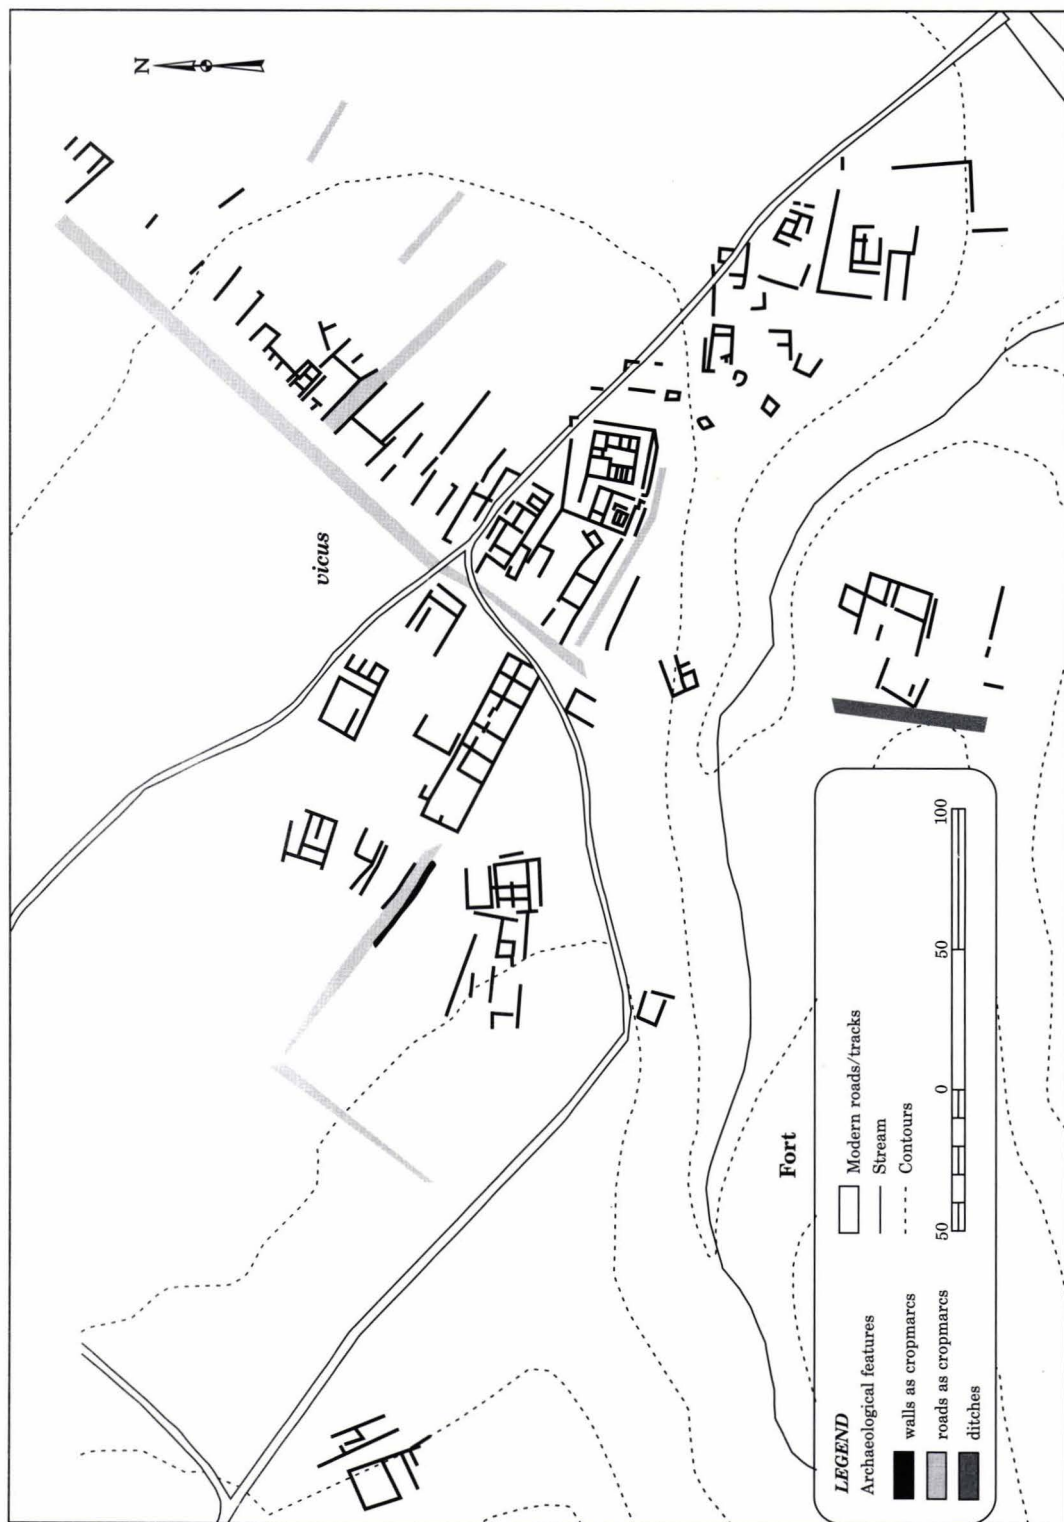 N
vicus
Fort
LEGEND
Archaeological features
walls as cropmarcs
roads as cropmarcs
ditches
Modern roads/tracks
Stream
Contours
50 0 50 100